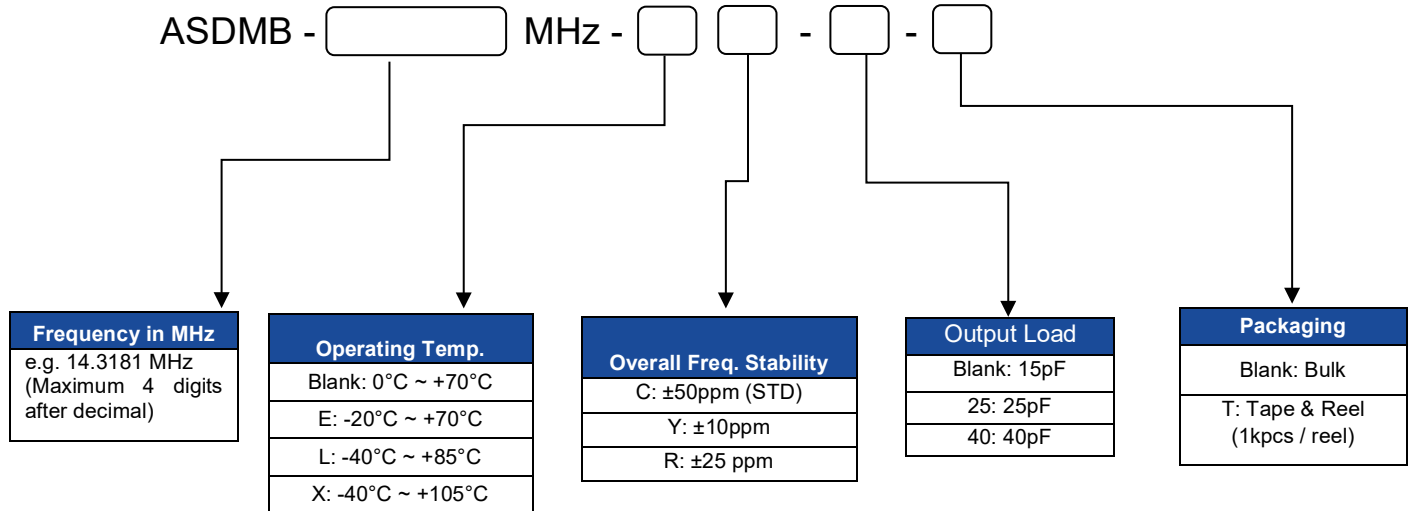 ASDMB - MHz - - -
Frequency in MHz
e.g. 14.3181 MHz
(Maximum 4 digits
after decimal)
Operating Temp.
Blank: 0°C ~ +70°C
E: -20°C ~ +70°C
L: -40°C ~ +85°C
X: -40°C ~ +105°C
Overall Freq. Stability
C: ±50ppm (STD)
Y: ±10ppm
R: ±25 ppm
Output Load
Blank: 15pF
25: 25pF
40: 40pF
Packaging
Blank: Bulk
T: Tape & Reel
(1kpcs / reel)